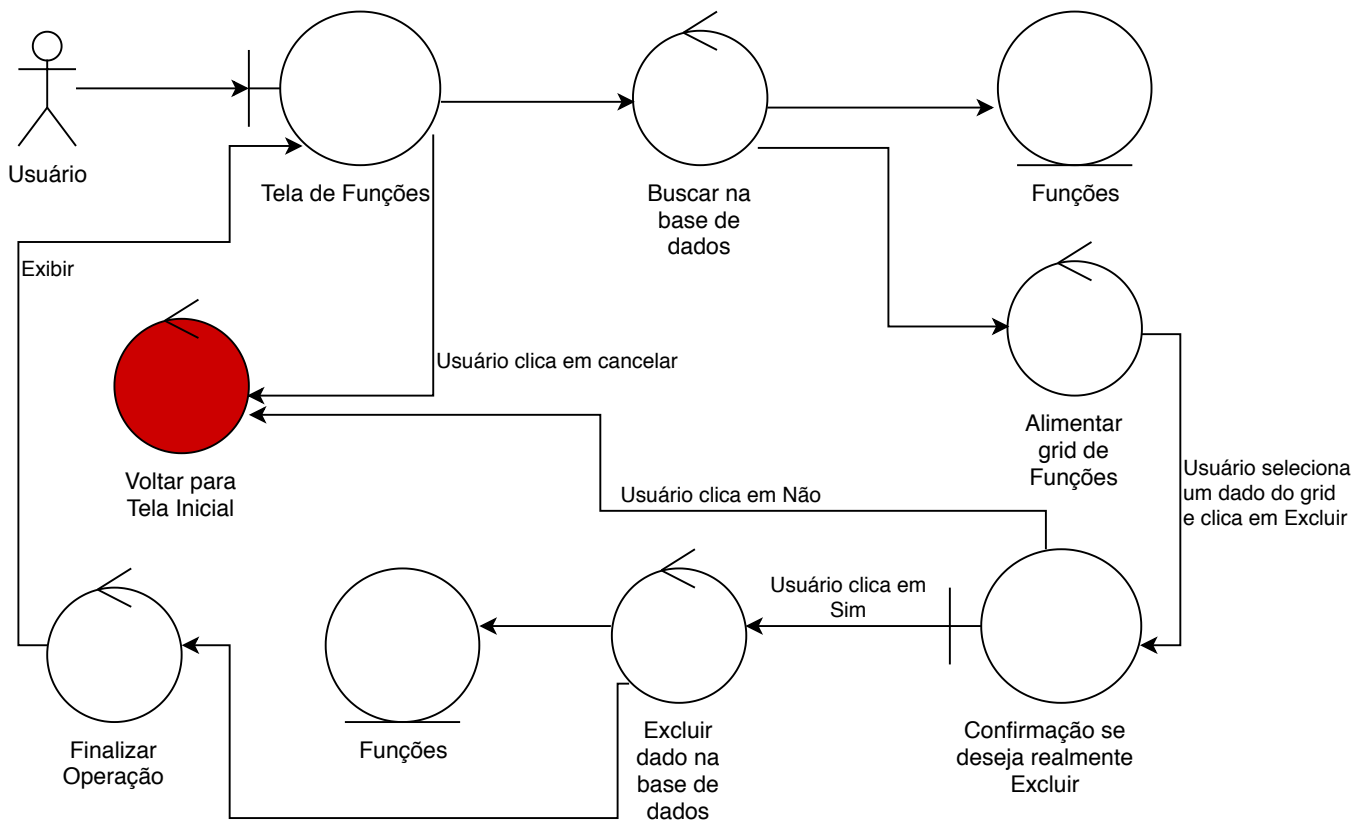 Usuário
Tela de Funções
Buscar na
base de
dados
Funções
Exibir
Usuário clica em cancelar
Alimentar
grid de
Funções
Voltar para
Tela Inicial
Usuário clica em Não
Usuário seleciona
um dado do grid
e clica em Excluir
Usuário clica em
Sim
Finalizar
Operação
Funções
Excluir
dado na
base de
dados
Confirmação se
deseja realmente
Excluir